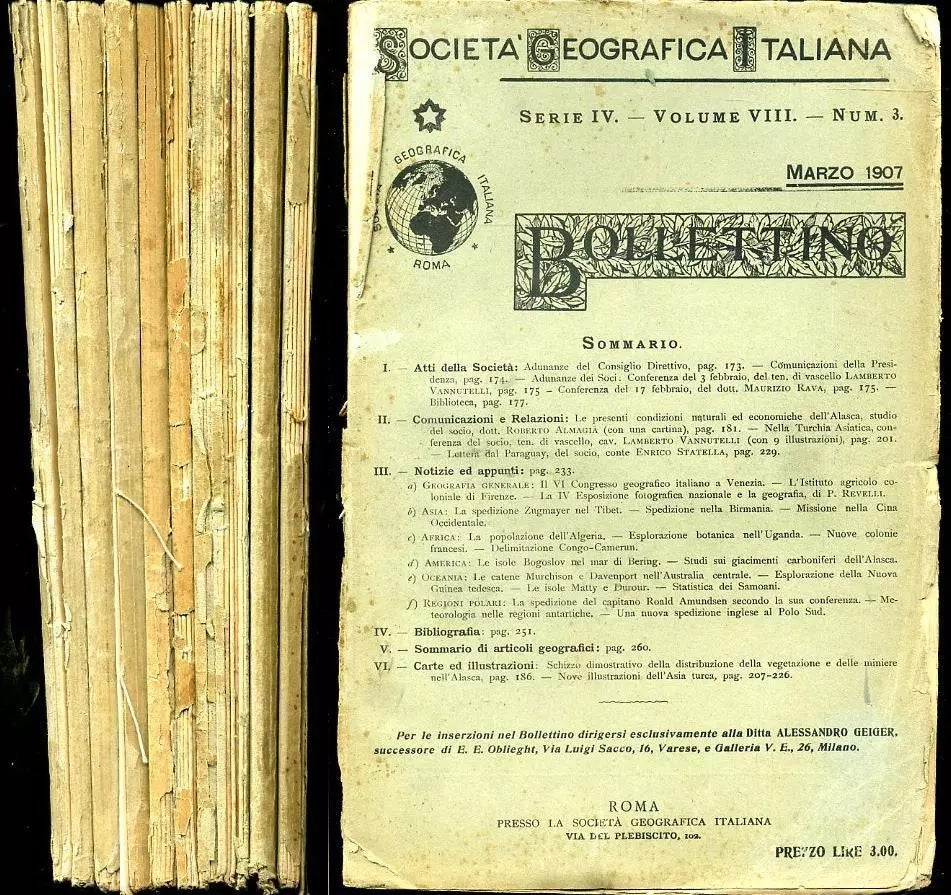 SOCIETÀ GEOGRAFICA ITALIANA
SERIE IV. — VOLUME VIII. — NUM. 3.
MARZO 1907
SOCIETÀ GEOGRAFICA ITALIANA
ROMA
BOLLETTINO
SOMMARIO.
I. — Atti della Società: Adunanze del Consiglio Direttivo, pag. 173. — Comunicazioni della Presi-
denza, pag. 174. — Adunanze dei Soci: Conferenza del 3 febbraio, del ten. di vascello LAMBERTO
VANNUTELLI, pag. 175 - Conferenza del 17 febbraio, del dott. MAURIZIO RAVA, pag. 175. —
Biblioteca, pag. 177.
II. — Comunicazioni e Relazioni: Le presenti condizioni naturali ed economiche dell'Alasca, studio
del socio, dott. ROBERTO ALMAGIÀ (con una cartina), pag. 181. — Nella Turchia Asiatica, con-
ferenza del socio, ten. di vascello, cav. LAMBERTO VANNUTELLI (con 9 illustrazioni), pag. 201.
— Lettera dal Paraguay, del socio, conte ENRICO STATELLA, pag. 229.
III. — Notizie ed appunti: pag. 233.
a) GEOGRAFIA GENERALE: Il VI Congresso geografico italiano a Venezia. — L'Istituto agricolo co-
loniale di Firenze. — La IV Esposizione fotografica nazionale e la geografia, di P. REVELLI.
b) ASIA: La spedizione Zugmayer nel Tibet. — Spedizione nella Birmania. — Missione nella Cina
Occidentale.
c) AFRICA: La popolazione dell'Algeria. — Esplorazione botanica nell'Uganda. — Nuove colonie
francesi. — Delimitazione Congo-Camerun.
d) AMERICA: Le isole Bogoslov nel mar di Bering. — Studi sui giacimenti carboniferi dell'Alasca.
e) OCEANIA: Le catene Murchison e Davenport nell'Australia centrale. — Esplorazione della Nuova
Guinea tedesca. — Le isole Matty e Durour. — Statistica dei Samoani.
f) REGIONI POLARI: La spedizione del capitano Roald Amundsen secondo la sua conferenza. — Me-
teorologia nelle regioni antartiche. — Una nuova spedizione inglese al Polo Sud.
IV. — Bibliografia: pag. 251.
V. — Sommario di articoli geografici: pag. 260.
VI. — Carte ed illustrazioni: Schizzo dimostrativo della distribuzione della vegetazione e delle miniere
nell'Alasca, pag. 186. — Nove illustrazioni dell'Asia turca, pag. 207-226.
Per le inserzioni nel Bollettino dirigersi esclusivamente alla Ditta ALESSANDRO GEIGER,
successore di E. E. Oblieght, Via Luigi Sacco, 16, Varese, e Galleria V. E., 26, Milano.
ROMA
PRESSO LA SOCIETÀ GEOGRAFICA ITALIANA
VIA DEL PLEBISCITO, 102.
PREZZO LIRE 3.00.